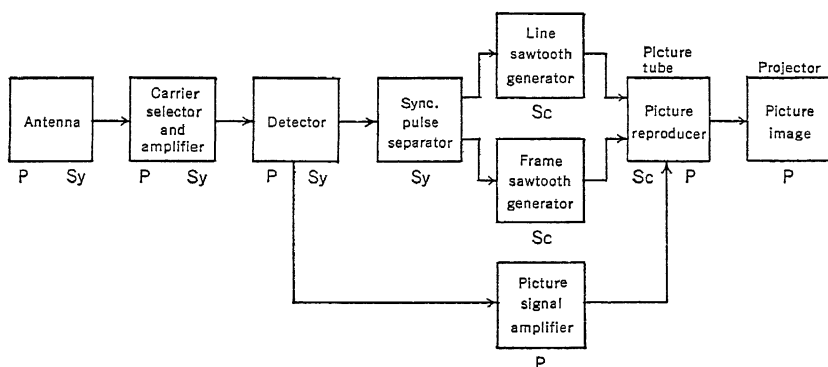 Antenna
P Sy
Carrier
selector
and
amplifier
P Sy
Detector
P Sy
Sync.
pulse
separator
Sy
Line
sawtooth
generator
Sc
Frame
sawtooth
generator
Sc
Picture
signal
amplifier
P
Picture
tube
Picture
reproducer
Sc P
Projector
Picture
image
P